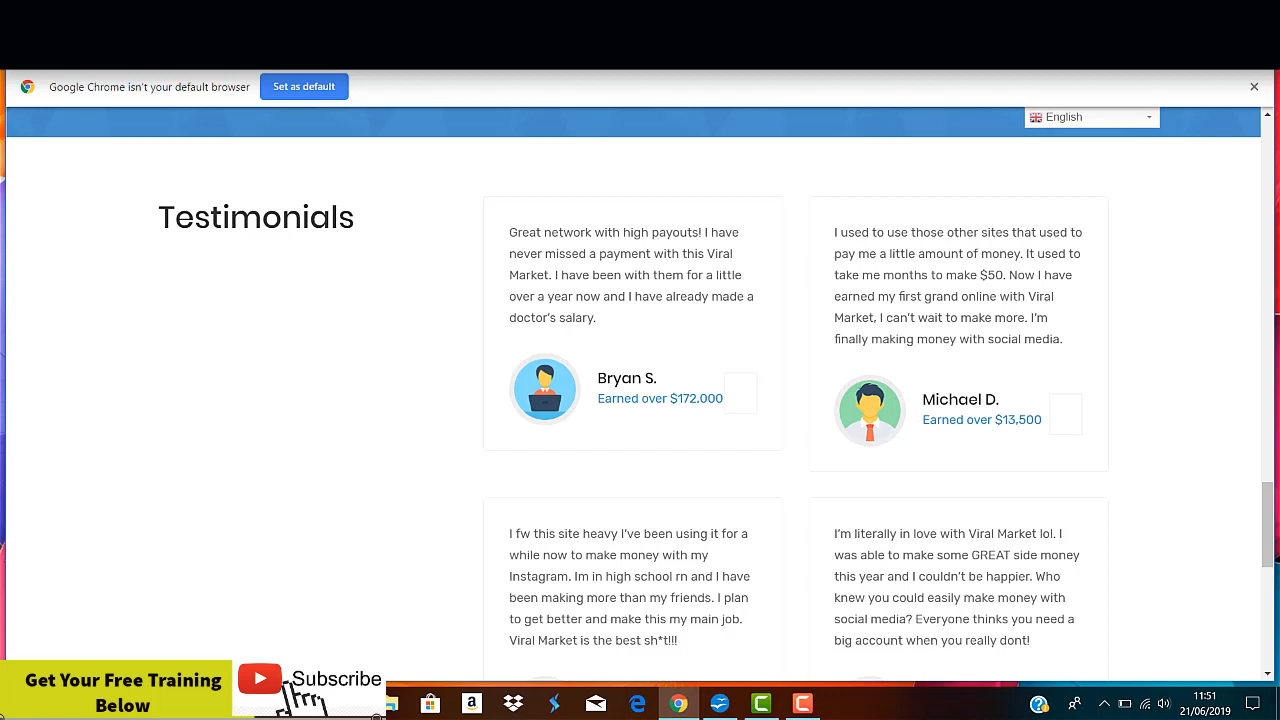 Google Chrome isn't your default browser
Set as default
English
Testimonials
Great network with high payouts! I have
never missed a payment with this Viral
Market. I have been with them for a little
over a year now and I have already made a
doctor's salary.
Bryan S.
Earned over $172,000
I used to use those other sites that used to
pay me a little amount of money. It used to
take me months to make $50. Now I have
earned my first grand online with Viral
Market, I can't wait to make more. I'm
finally making money with social media.
Michael D.
Earned over $13,500
I fw this site heavy I've been using it for a
while now to make money with my
Instagram. Im in high school rn and I have
been making more than my friends. I plan
to get better and make this my main job.
Viral Market is the best sh*t!!!
I'm literally in love with Viral Market lol. I
was able to make some GREAT side money
this year and I couldn't be happier. Who
knew you could easily make money with
social media? Everyone thinks you need a
big account when you really dont!
Get Your Free Training
Below
Subscribe
11:51
21/06/2019